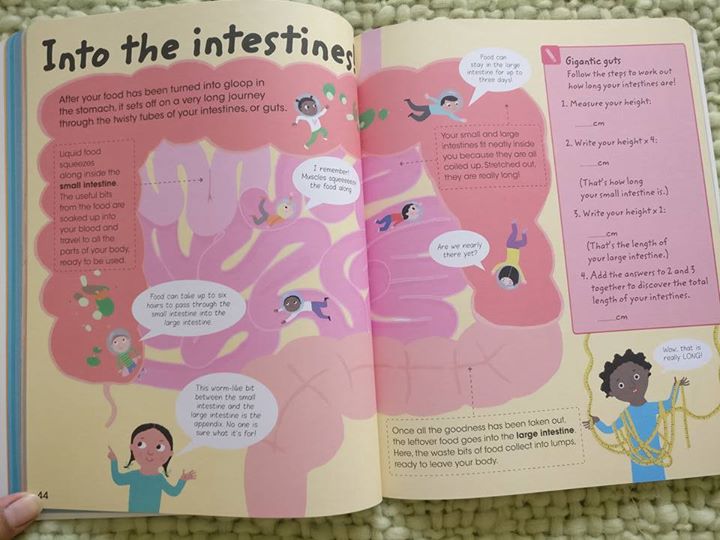 Into the intestines!
After your food has been turned into gloop in
the stomach, it sets off on a very long journey
through the twisty tubes of your intestines, or guts.
Liquid food
squeezes
along inside the
small intestine.
The useful bits
from the food are
soaked up into
your blood and
travel to all the
parts of your body,
ready to be used.
I remember!
Muscles squeeeeeze
the food along.
Food can take up to six
hours to pass through the
small intestine into the
large intestine.
This worm-like bit
between the small
intestine and the
large intestine is the
appendix. No one is
sure what it's for!
44
Food can
stay in the large
intestine for up to
three days!
Your small and large
intestines fit neatly inside
you because they are all
coiled up. Stretched out,
they are really long!
Are we nearly
there yet?
Once all the goodness has been taken out,
the leftover food goes into the large intestine.
Here, the waste bits of food collect into lumps,
ready to leave your body.
Gigantic guts
Follow the steps to work out
how long your intestines are!
1. Measure your height:
____cm
2. Write your height x 4:
____cm
(That's how long
your small intestine is.)
3. Write your height x 1:
____cm
(That's the length of
your large intestine.)
4. Add the answers to 2 and 3
together to discover the total
length of your intestines.
____cm
Wow, that is
really LONG!